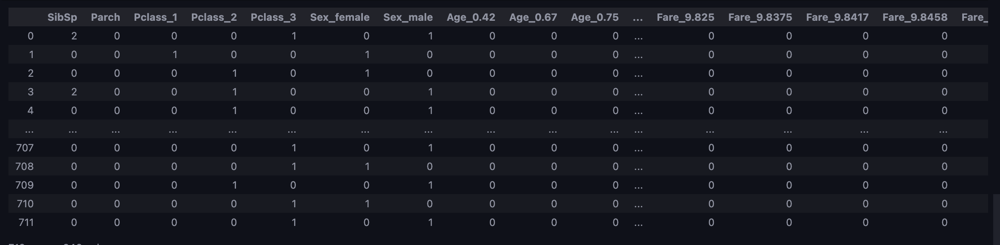 SibSp Parch Pclass_1 Pclass_2 Pclass_3 Sex_female Sex_male Age_0.42 Age_0.67 Age_0.75 ... Fare_9.825 Fare_9.8375 Fare_9.8417 Fare_9.8458 Fare_
0 2 0 0 0 1 0 1 0 0 0 ... 0 0 0 0
1 0 0 1 0 0 1 0 0 0 0 ... 0 0 0 0
2 0 0 0 1 0 1 0 0 0 0 ... 0 0 0 0
3 2 0 0 1 0 0 1 0 0 0 ... 0 0 0 0
4 0 0 0 1 0 0 1 0 0 0 ... 0 0 0 0
... ... ... ... ... ... ... ... ... ... ... ... ... ... ... ...
707 0 0 0 0 1 0 1 0 0 0 ... 0 0 0 0
708 0 0 0 0 1 1 0 0 0 0 ... 0 0 0 0
709 0 0 0 1 0 0 1 0 0 0 ... 0 0 0 0
710 0 0 0 0 1 1 0 0 0 0 ... 0 0 0 0
711 0 0 0 0 1 0 1 0 0 0 ... 0 0 0 0